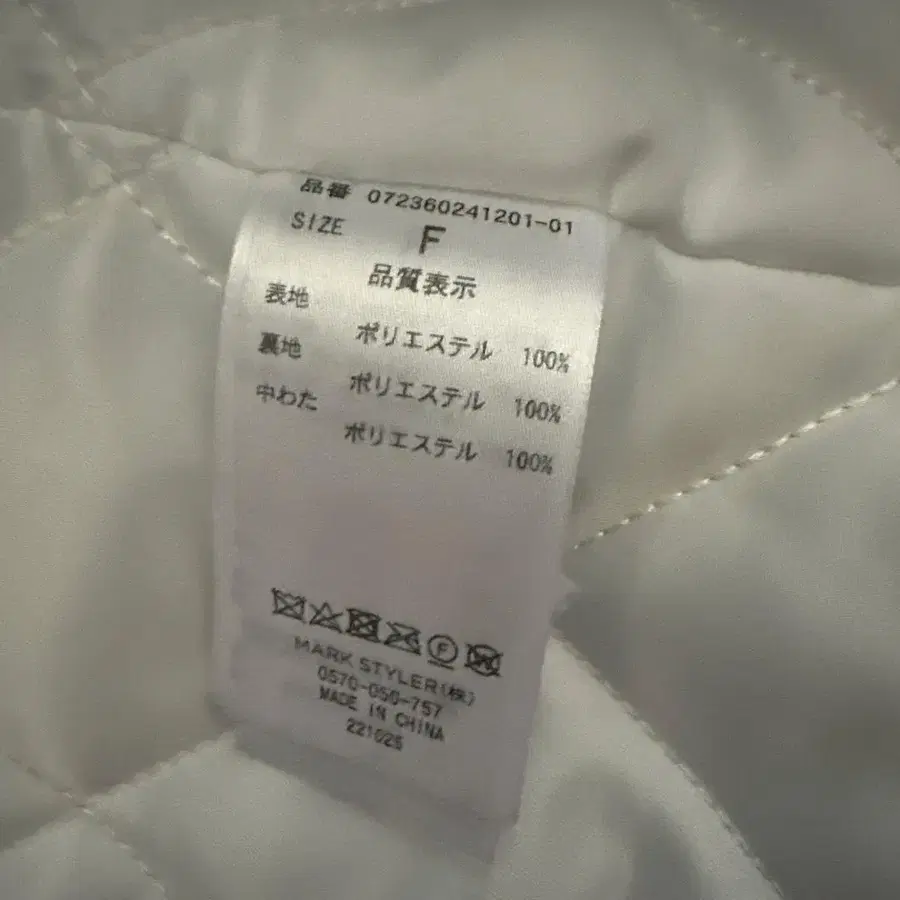 品番 072360241201-01
SIZE F
品質表示
表地 ポリエステル 100%
裏地 ポリエステル 100%
中わた ポリエステル 100%
F W
MARK STYLER(株)
0570-050-757
MADE IN CHINA
221025